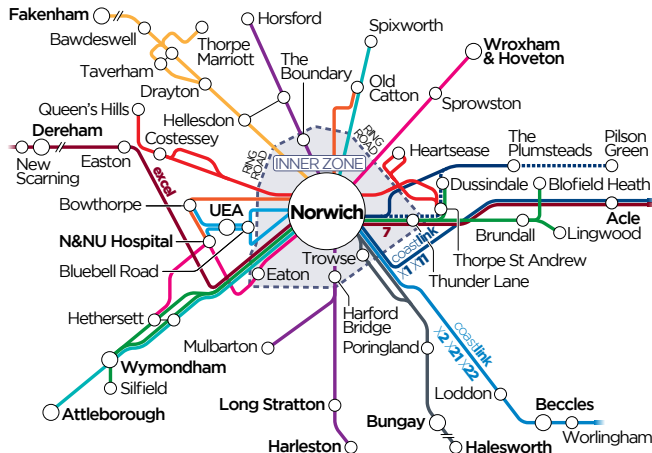 Fakenham
Horsford
Spixworth
Bawdeswell
Thorpe
Marriott
The
Boundary
Wroxham
& Hoveton
Taverham
Old
Catton
Drayton
Sprowston
Queen's Hills
Hellesdon
Dereham
Costessey
RING
ROAD
RING
ROAD
INNER ZONE
Heartsease
The
Plumsteads
Pilson
Green
New
Scarning
Easton
excel
Dussindale
Blofield Heath
Bowthorpe
UEA
Norwich
Acle
7
N&NU Hospital
Brundall
Lingwood
Bluebell Road
Trowse
coastlink
X1 X11
Thorpe St Andrew
Eaton
Thunder Lane
Hethersett
Harford
Bridge
Mulbarton
Poringland
coastlink
X2 X21 X22
Wymondham
Silfield
Loddon
Attleborough
Long Stratton
Bungay
Beccles
Worlingham
Harleston
Halesworth